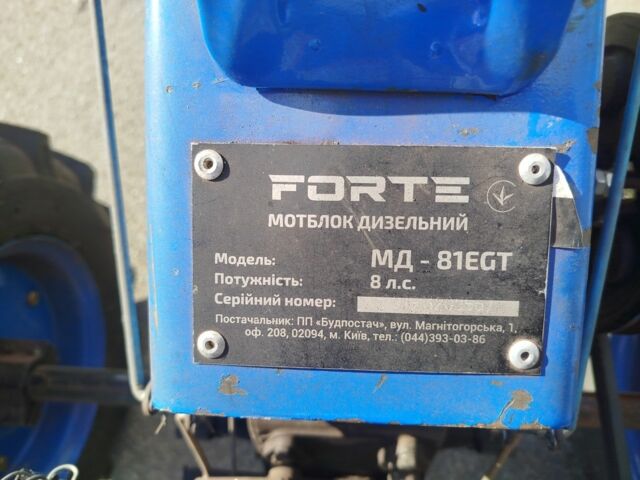 FORTE
МОТБЛОК ДИЗЕЛЬНИЙ
Модель: МД - 81EGT
Потужність: 8 л.с.
Серійний номер:
Постачальник: ПП «Будпостач», вул. Магнітогорська, 1,
оф. 208, 02094, м. Київ, тел.: (044)393-03-86